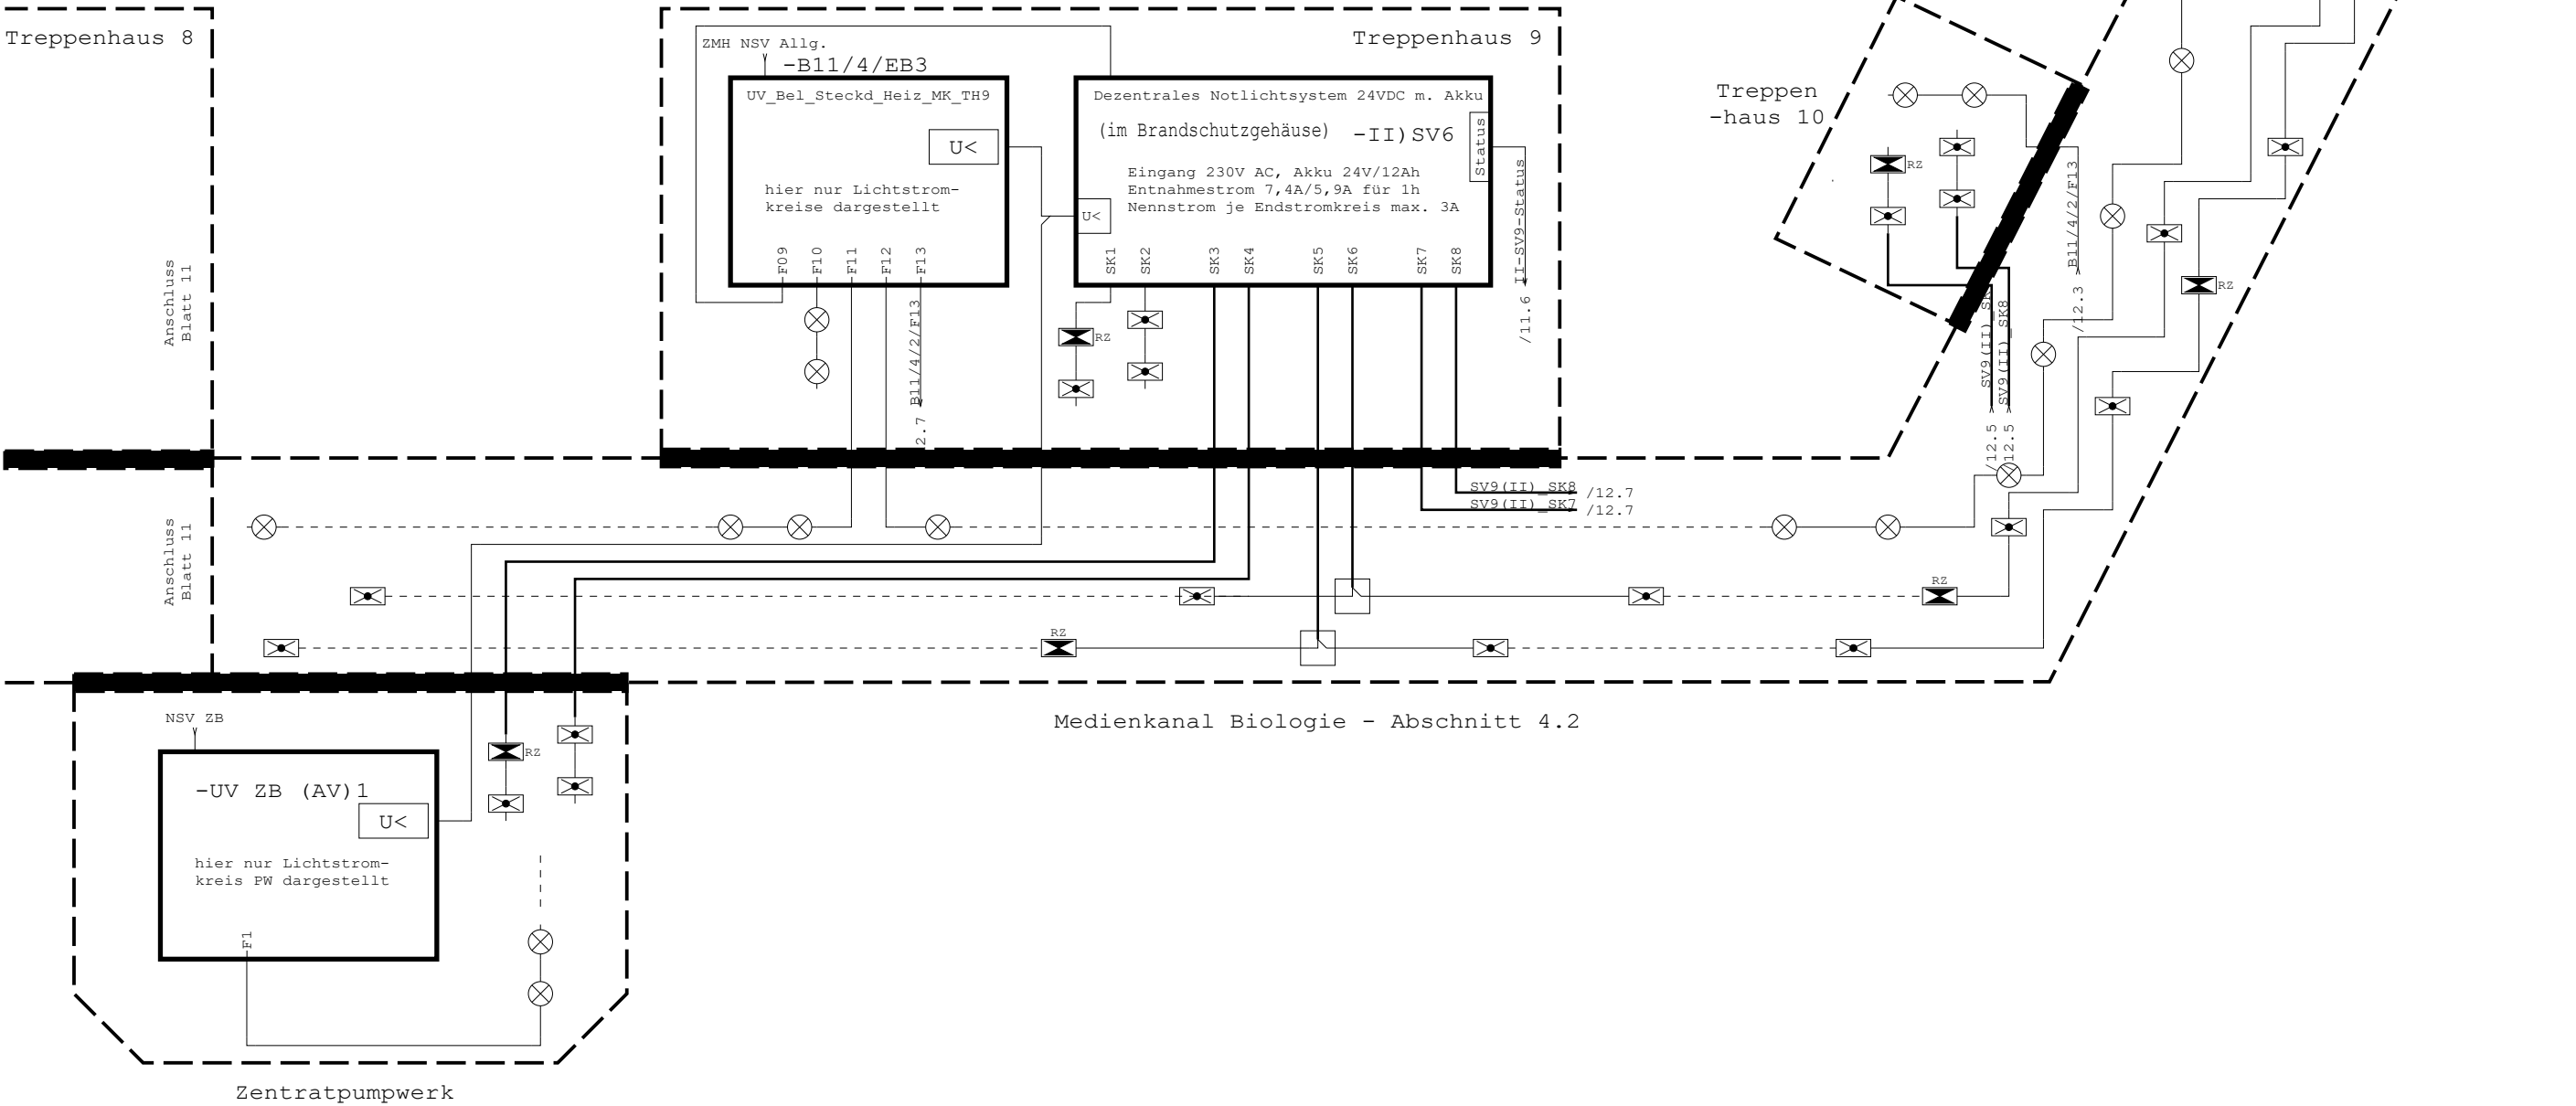 Treppenhaus 8
Anschluss
Blatt 11
Anschluss
Blatt 11
ZMH NSV Allg.
-B11/4/EB3
Treppenhaus 9
UV_Bel_Steckd_Heiz_MK_TH9
U<
hier nur Lichtstrom-
kreise dargestellt
F09
F10
F11
F12
F13
B11/4/2/F13
2.7
Dezentrales Notlichtsystem 24VDC m. Akku
(im Brandschutzgehäuse)
-II)SV6
Status
Eingang 230V AC, Akku 24V/12Ah
Entnahmestrom 7,4A/5,9A für 1h
Nennstrom je Endstromkreis max. 3A
U<
SK1
SK2
SK3
SK4
SK5
SK6
SK7
SK8
RZ
II-SV9-Status
/11.6
SV9(II)_SK8 /12.7
SV9(II)_SK7 /12.7
Treppen
-haus 10
RZ
B11/4/2/F13
/12.3
SV9(II)_SK8
/12.5
/12.5
RZ
RZ
RZ
Medienkanal Biologie - Abschnitt 4.2
NSV ZB
-UV ZB (AV)1
U<
hier nur Lichtstrom-
kreis PW dargestellt
F1
RZ
Zentratpumpwerk